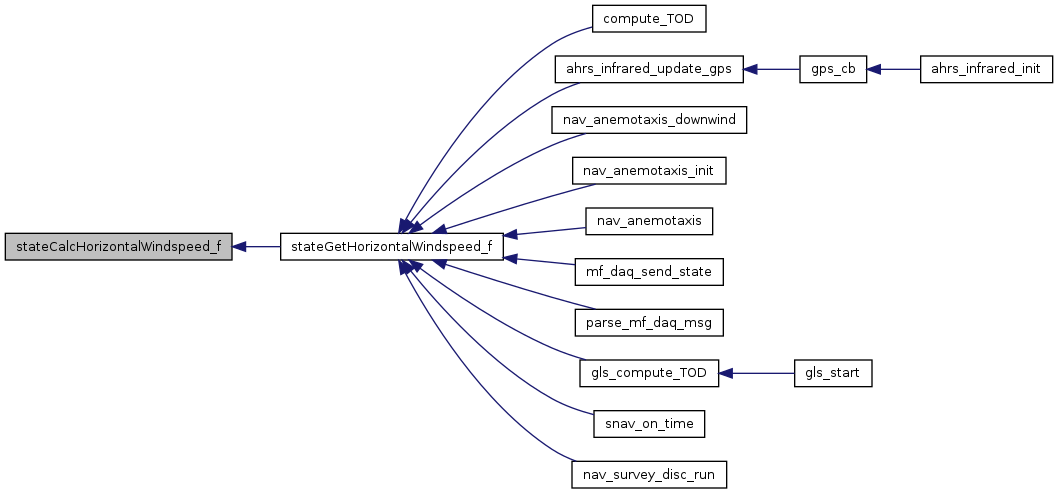 compute_TOD
ahrs_infrared_update_gps
gps_cb
ahrs_infrared_init
nav_anemotaxis_downwind
nav_anemotaxis_init
nav_anemotaxis
stateCalcHorizontalWindspeed_f
stateGetHorizontalWindspeed_f
mf_daq_send_state
parse_mf_daq_msg
gls_compute_TOD
gls_start
snav_on_time
nav_survey_disc_run